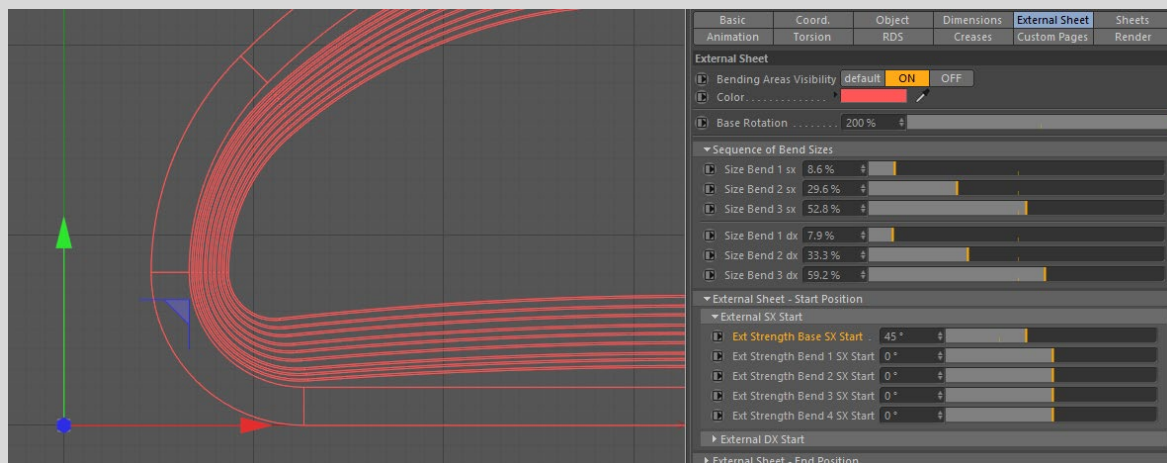 Basic Coord. Object Dimensions External Sheet Sheets
Animation Torsion RDS Creases Custom Pages Render
External Sheet
Bending Areas Visibility default ON OFF
Color
Base Rotation 200 %
Sequence of Bend Sizes
Size Bend 1 sx 8.6 %
Size Bend 2 sx 29.6 %
Size Bend 3 sx 52.8 %
Size Bend 1 dx 7.9 %
Size Bend 2 dx 33.3 %
Size Bend 3 dx 59.2 %
External Sheet - Start Position
External SX Start
Ext Strength Base SX Start 45 °
Ext Strength Bend 1 SX Start 0 °
Ext Strength Bend 2 SX Start 0 °
Ext Strength Bend 3 SX Start 0 °
Ext Strength Bend 4 SX Start 0 °
External DX Start
External Sheet - End Position